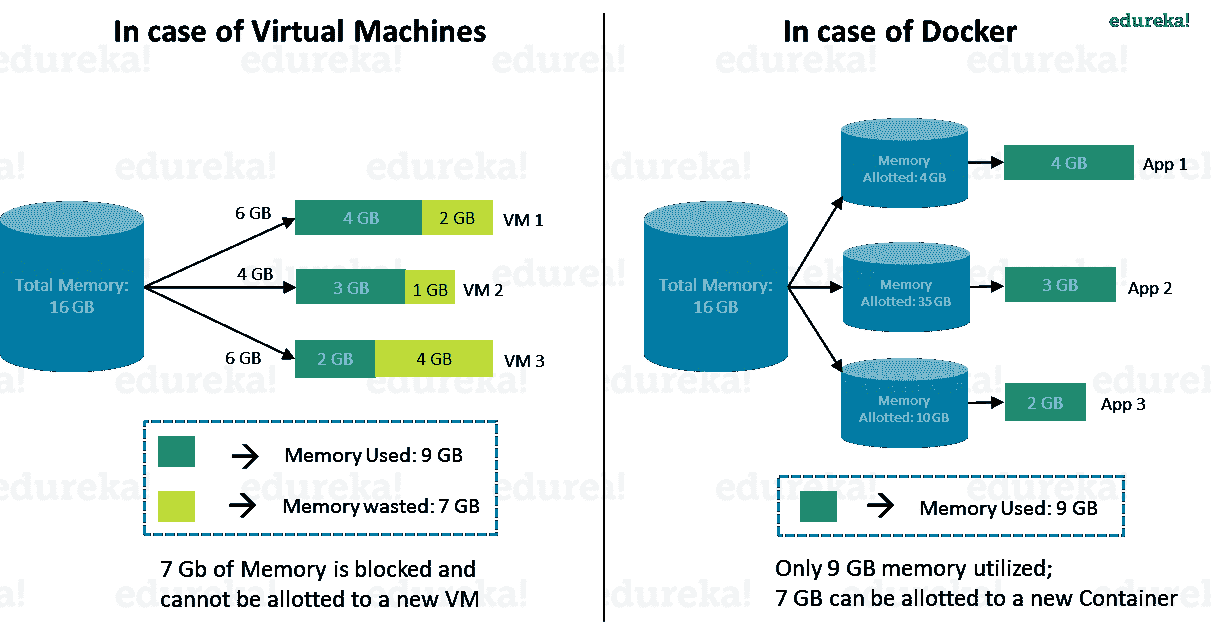 In case of Virtual Machines
In case of Docker
edureka!
Total Memory:
16 GB
6 GB
4 GB
2 GB
VM 1
4 GB
3 GB
1 GB
VM 2
6 GB
2 GB
4 GB
VM 3
Memory Used: 9 GB
Memory wasted: 7 GB
7 Gb of Memory is blocked and
cannot be allotted to a new VM
Total Memory:
16 GB
Memory
Allotted: 4 GB
4 GB
App 1
Memory
Allotted: 35 GB
3 GB
App 2
Memory
Allotted: 10 GB
2 GB
App 3
Memory Used: 9 GB
Only 9 GB memory utilized;
7 GB can be allotted to a new Container